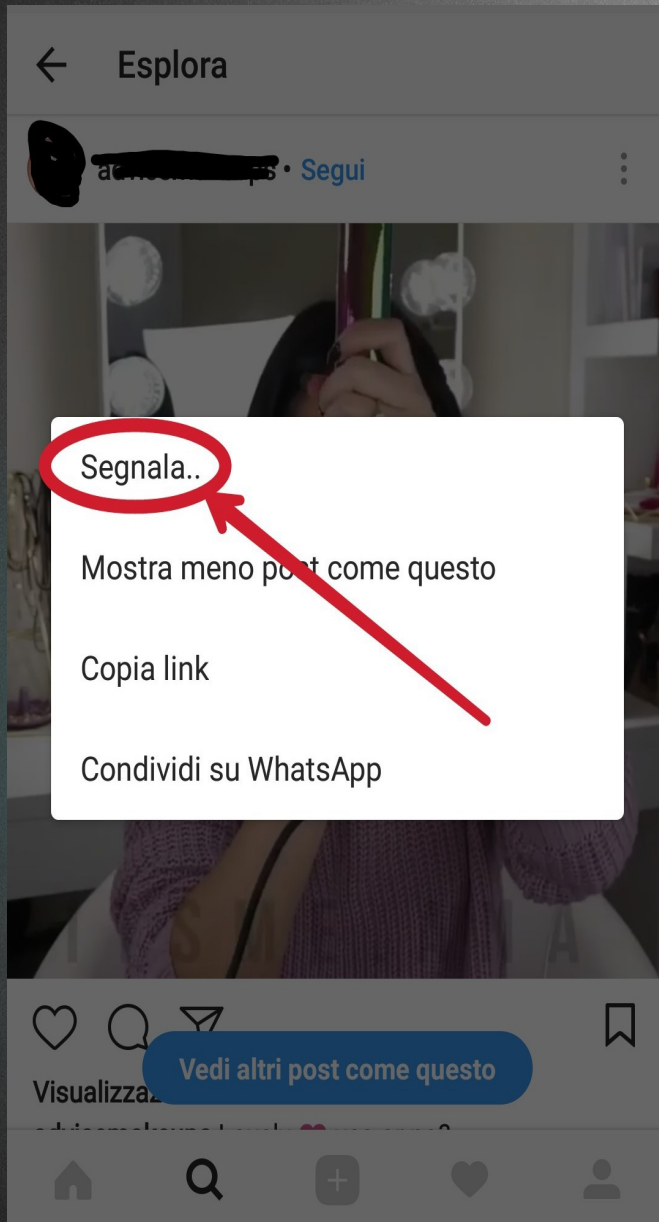 Esplora
• Segui
Segnala..
Mostra meno post come questo
Copia link
Condividi su WhatsApp
Vedi altri post come questo